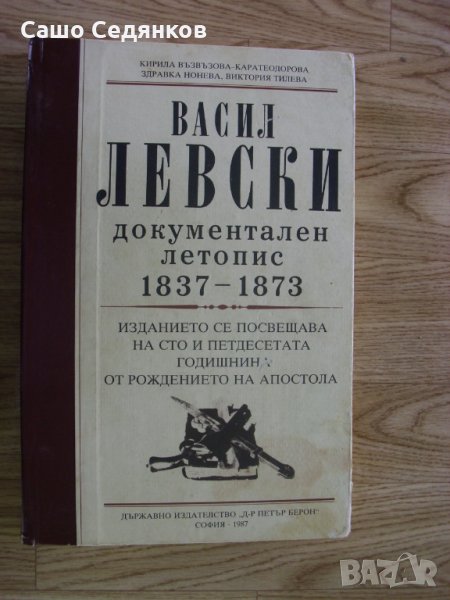 Сашо Седянков
КИРИЛА ВЪЗВЪЗОВА-КАРАТЕОДОРОВА
ЗДРАВКА НОНЕВА, ВИКТОРИЯ ТИЛЕВА
ВАСИЛ
ЛЕВСКИ
документален
летопис
1837–1873
ИЗДАНИЕТО СЕ ПОСВЕЩАВА
НА СТО И ПЕТДЕСЕТАТА
ГОДИШНИНА
ОТ РОЖДЕНИЕТО НА АПОСТОЛА
ДЪРЖАВНО ИЗДАТЕЛСТВО „Д-Р ПЕТЪР БЕРОН“
СОФИЯ - 1987
BAZAR